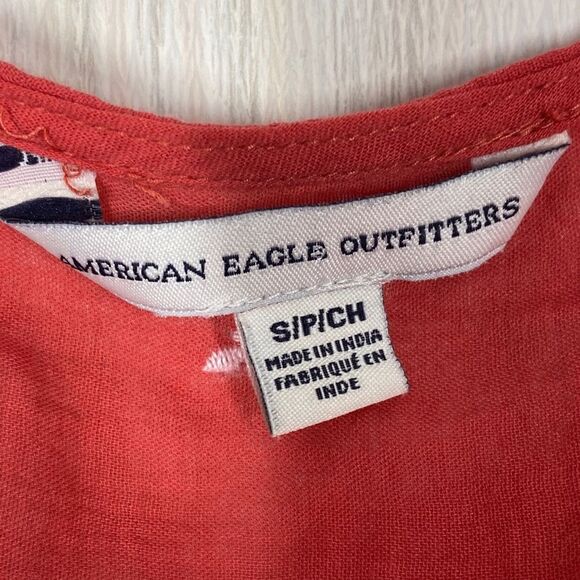 AMERICAN EAGLE OUTFITTERS
S/P/CH
MADE IN INDIA
FABRIQUÉ EN
INDE